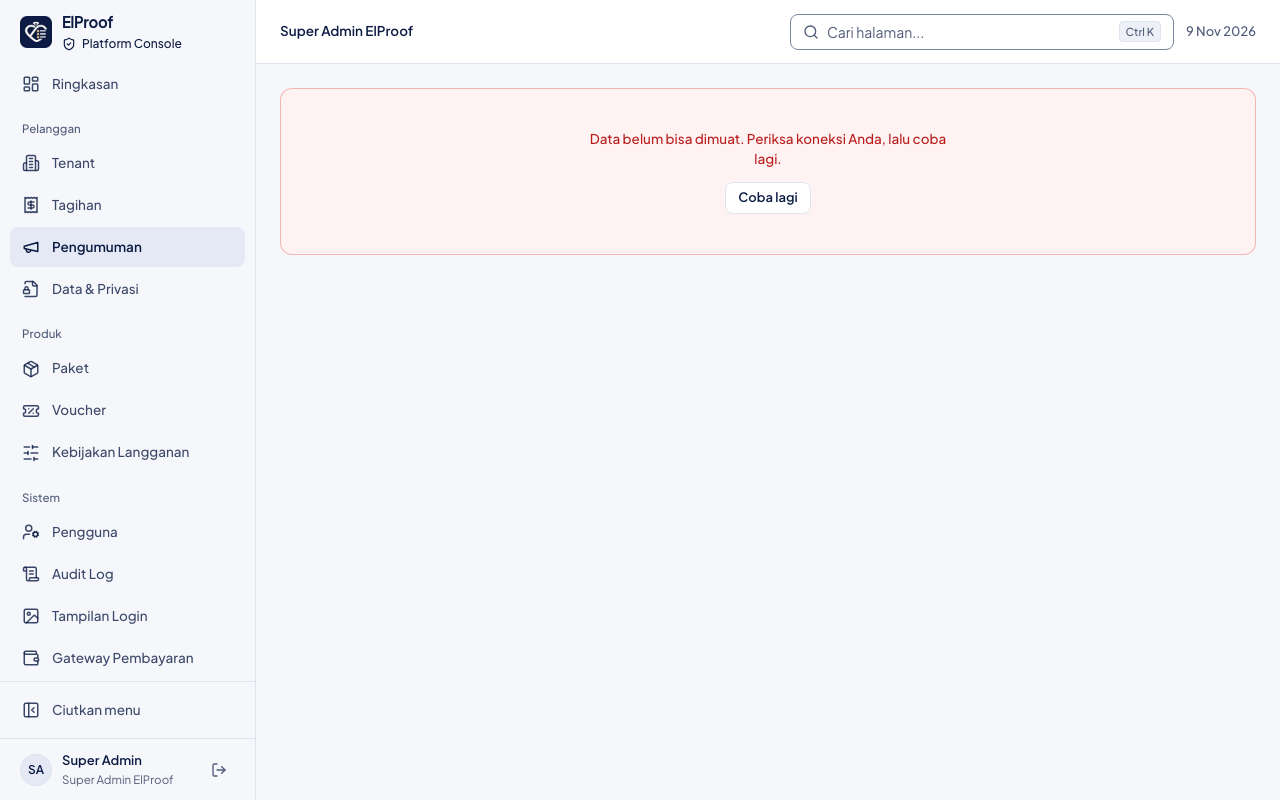 ElProof
Platform Console
Super Admin ElProof
Cari halaman...
Ctrl K
9 Nov 2026
Ringkasan
Pelanggan
Tenant
Tagihan
Pengumuman
Data & Privasi
Produk
Paket
Voucher
Kebijakan Langganan
Sistem
Pengguna
Audit Log
Tampilan Login
Gateway Pembayaran
Ciutkan menu
SA
Super Admin
Super Admin ElProof
Data belum bisa dimuat. Periksa koneksi Anda, lalu coba
lagi.
Coba lagi